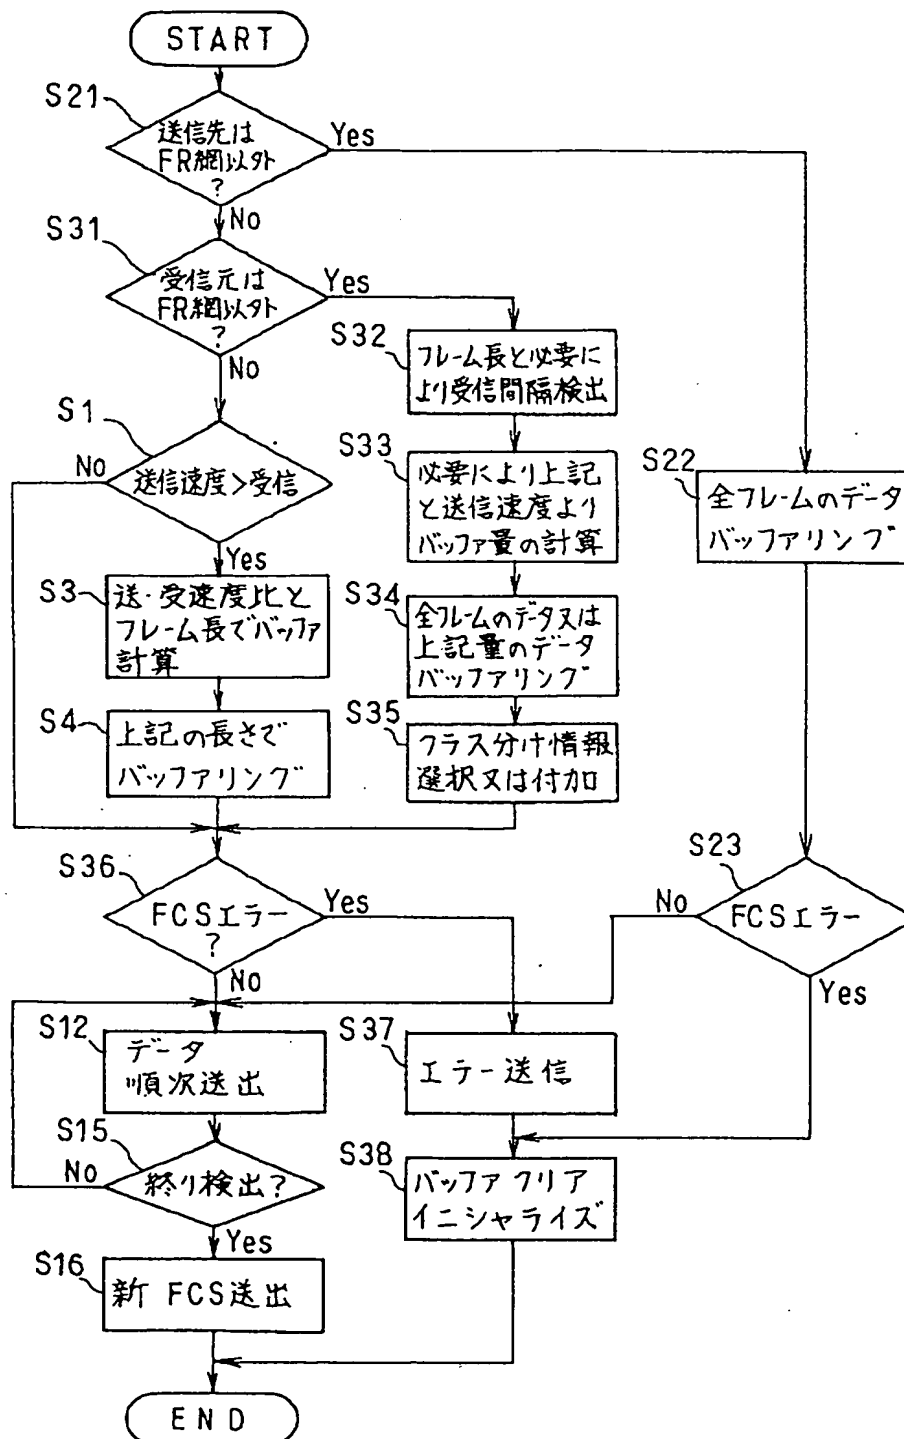 START
S21
送信先は
FR網以外
?
Yes
No
S31
受信元は
FR網以外
?
Yes
No
S32
フレーム長と必要に
より受信間隔検出
S1
送信速度>受信
No
Yes
S33
必要により上記
と送信速度より
バッファ量の計算
S22
全フレームのデータ
バッファリング
S3
送・受速度比と
フレーム長でバッファ
計算
S34
全フレームのデータ又は
上記量のデータ
バッファリング
S4
上記の長さで
バッファリング
S35
クラス分け情報
選択又は付加
S36
FCSエラー
?
Yes
No
S23
FCSエラー
No
Yes
S12
データ
順次送出
S37
エラー送信
S15
終り検出?
No
Yes
S38
バッファクリア
イニシャライズ
S16
新 FCS送出
END